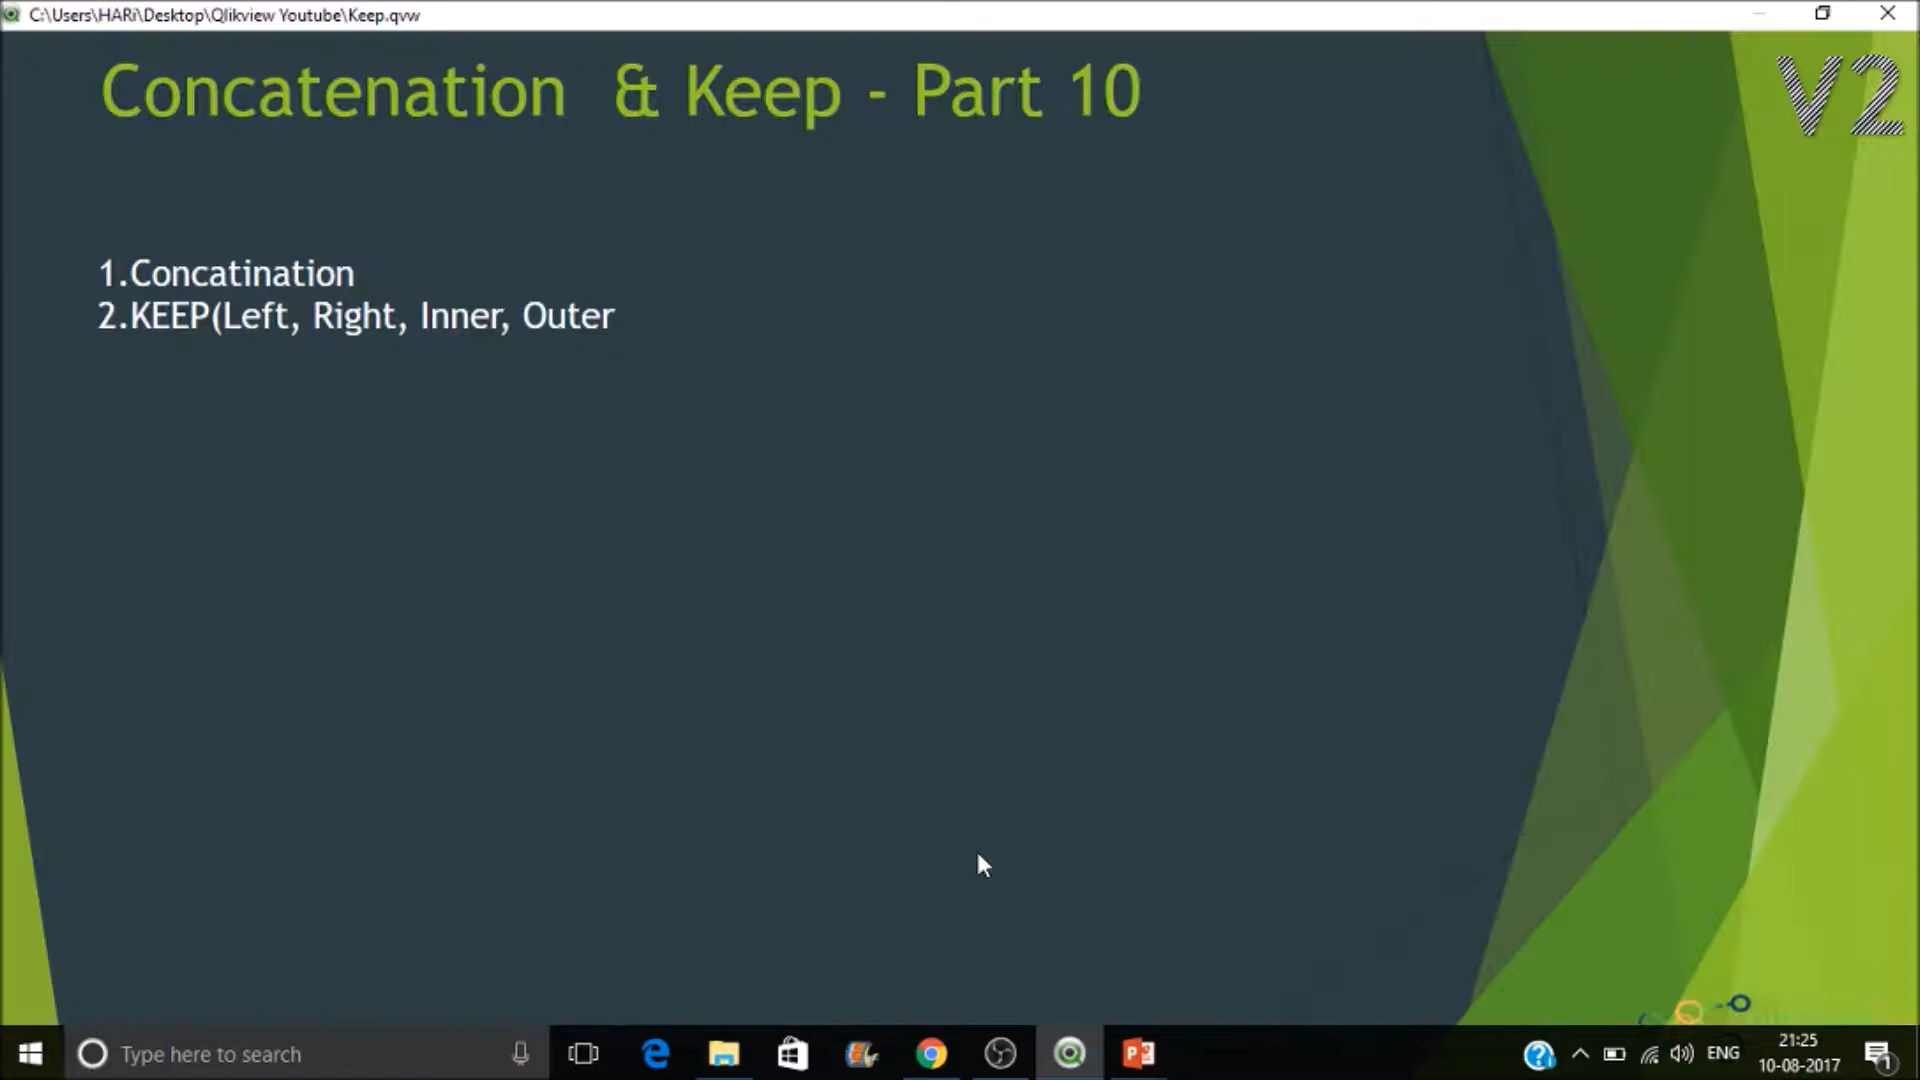 C:\Users\HARi\Desktop\Qlikview Youtube\Keep.qvw
Concatenation & Keep - Part 10
V2
1.Concatination
2.KEEP(Left, Right, Inner, Outer
Type here to search
ENG
21:25
10-08-2017
1